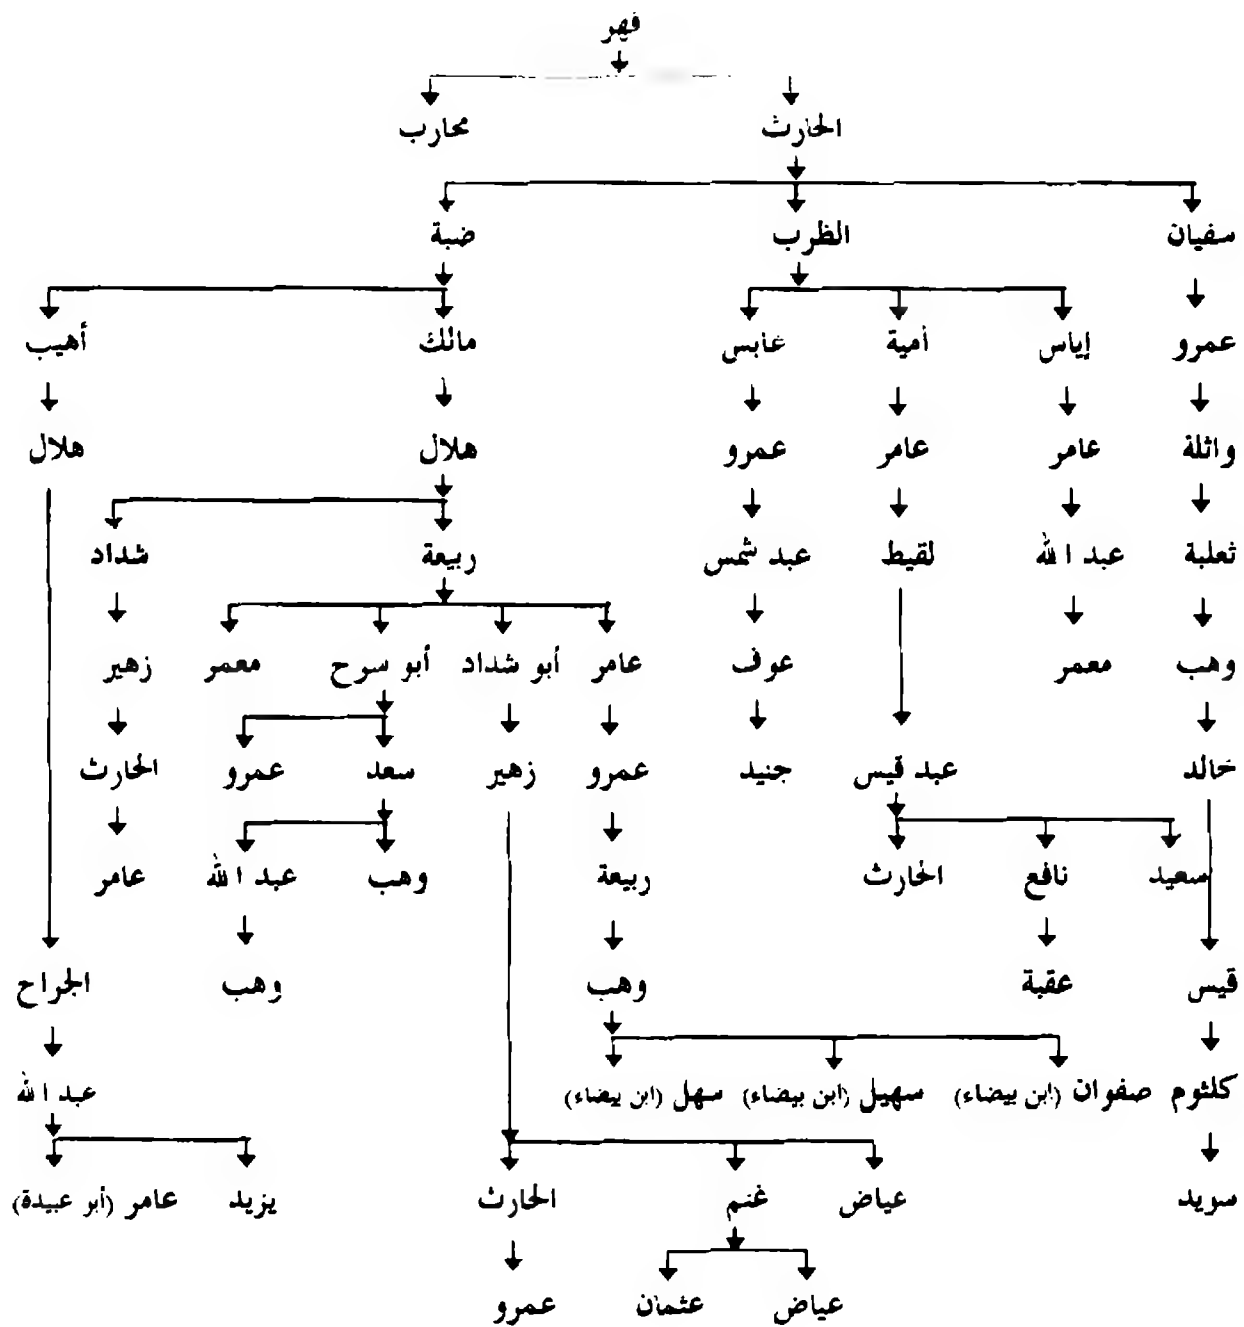 فهر
الحارث محارب
سفيان الظرب ضبة
عمرو إياس أمية عابس مالك أهيب
واثلة عامر عامر عمرو هلال هلال
ثعلبة عبد الله لقيط عبد شمس ربيعة شداد
وهب معمر عوف عامر أبو شداد أبو سرح معمر زهير
خالد عبد قيس جنيد عمرو زهير سعد عمرو الحارث
سعيد نافع الحارث ربيعة وهب عبد الله عامر
قيس عقبة وهب وهب الجراح
كلثوم صفوان (ابن بيضاء) سهيل (ابن بيضاء) سهل (ابن بيضاء) عبد الله
سويد عياض غنم الحارث يزيد عامر (أبو عبيدة)
عياض عثمان عمرو